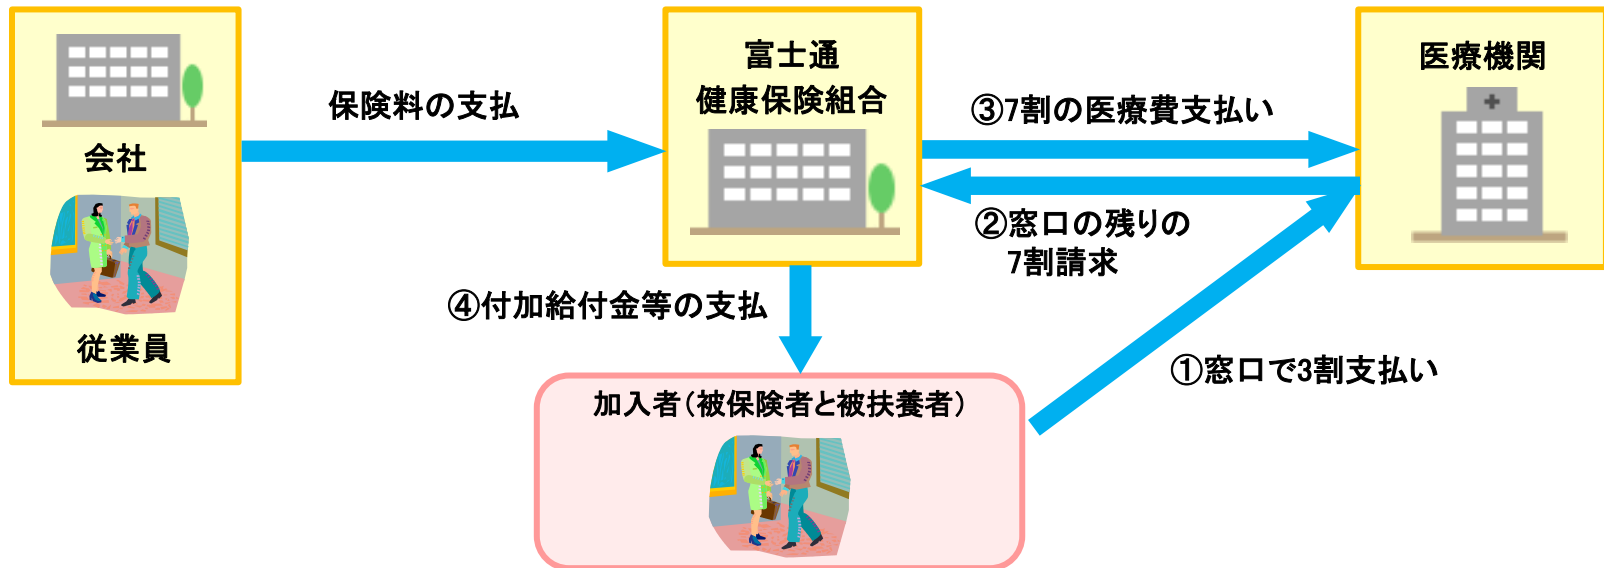 会社
従業員
保険料の支払
富士通
健康保険組合
③7割の医療費支払い
②窓口の残りの
7割請求
医療機関
④付加給付金等の支払
①窓口で3割支払い
加入者(被保険者と被扶養者)